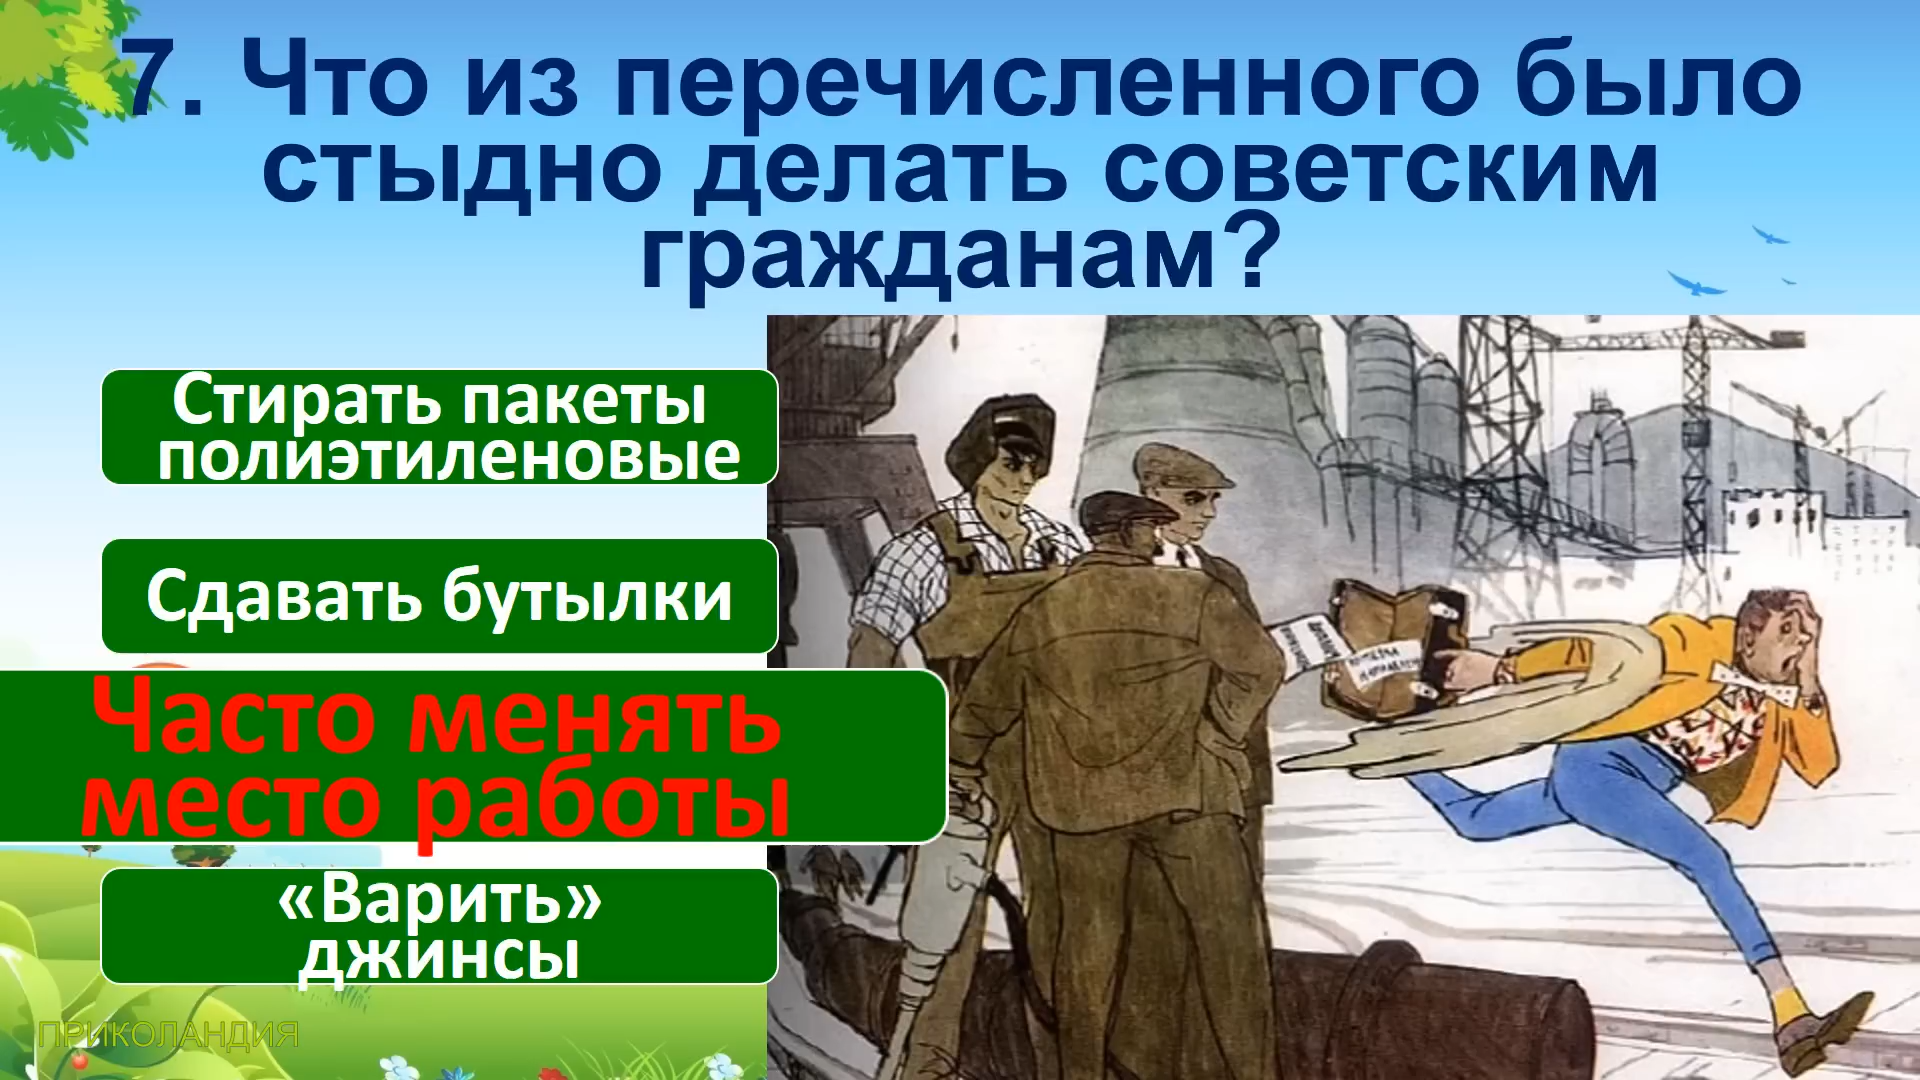 7. Что из перечисленного было
стыдно делать советским
гражданам?
Стирать пакеты
полиэтиленовые
Сдавать бутылки
Часто менять
место работы
«Варить»
джинсы
ПРИКОЛАНДИЯ